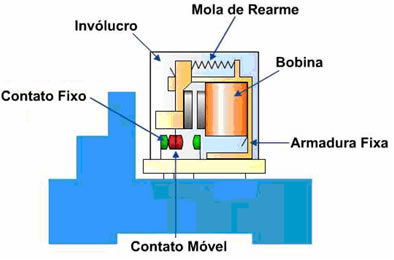 Mola de Rearme
Invólucro
Bobina
Contato Fixo
Armadura Fixa
Contato Móvel